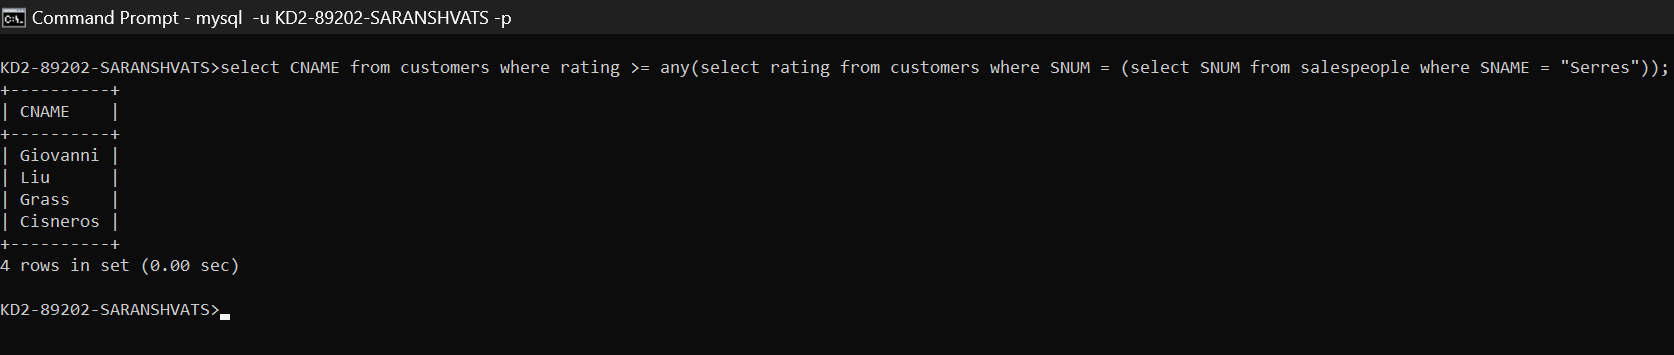 Command Prompt - mysql  -u KD2-89202-SARANSHVATS -p
KD2-89202-SARANSHVATS>select CNAME from customers where rating >= any(select rating from customers where SNUM = (select SNUM from salespeople where SNAME = "Serres"));
+----------+
| CNAME    |
+----------+
| Giovanni |
| Liu      |
| Grass    |
| Cisneros |
+----------+
4 rows in set (0.00 sec)
KD2-89202-SARANSHVATS>